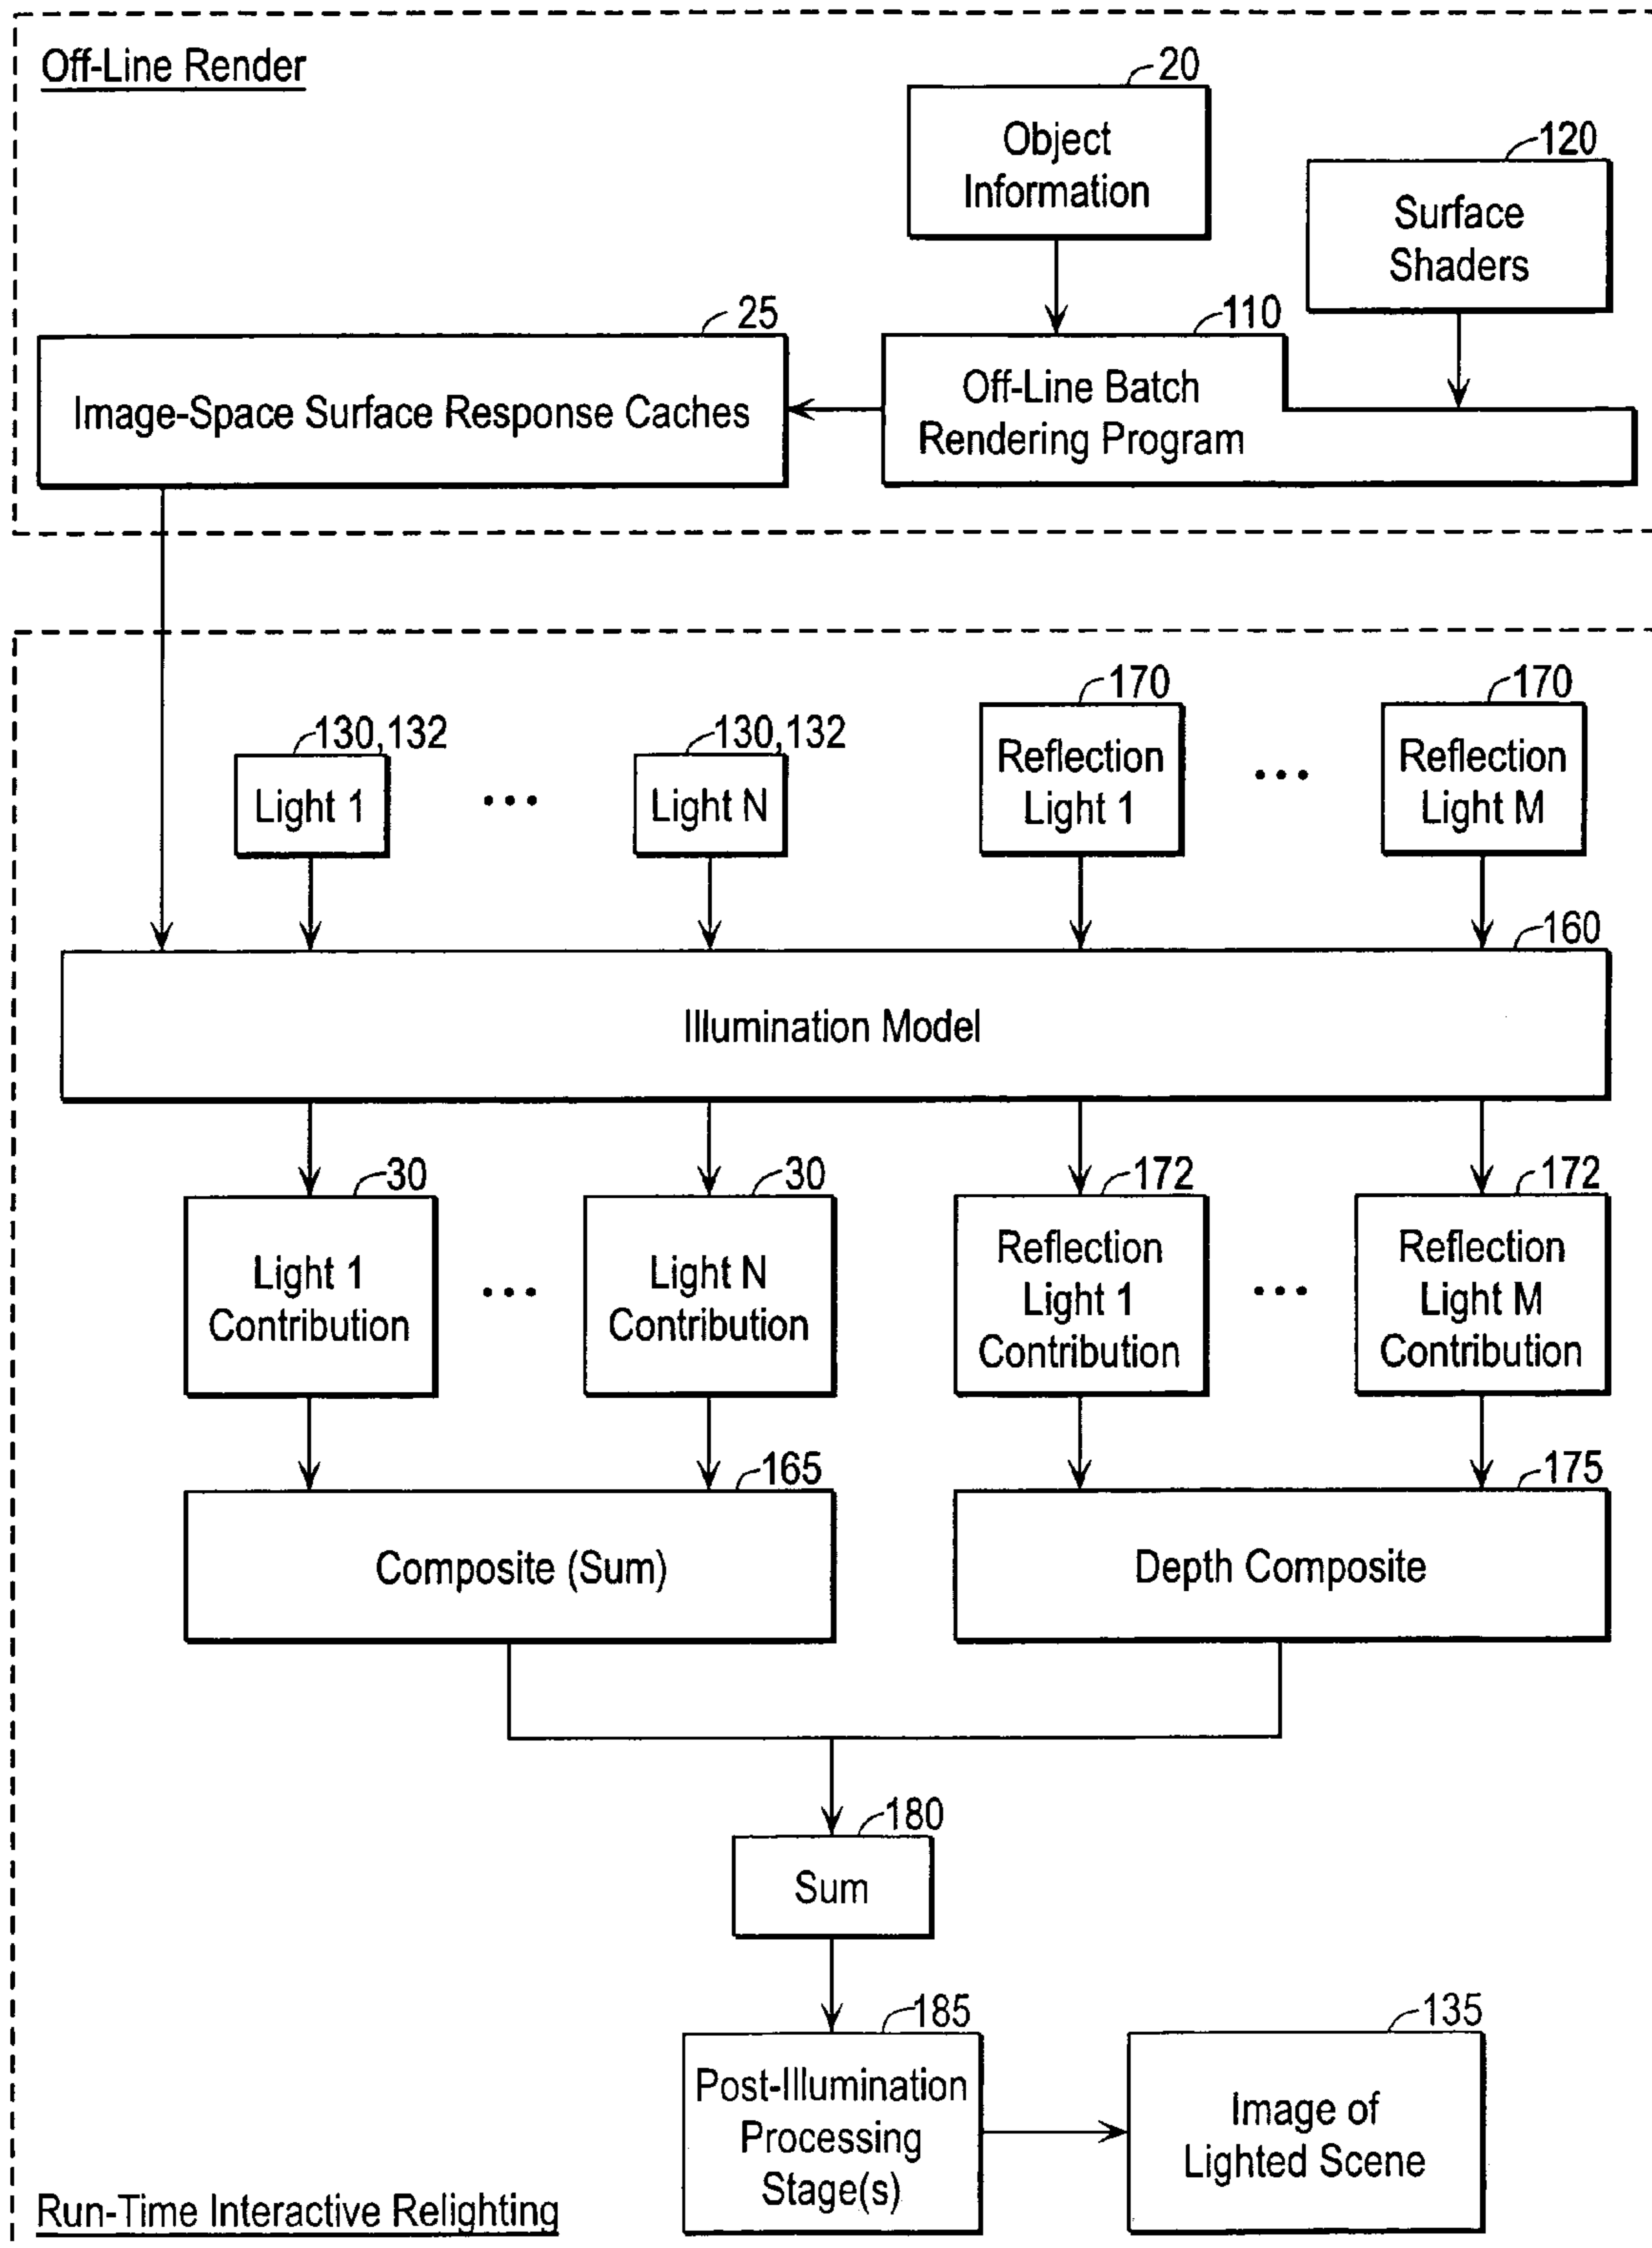 Off-Line Render
20
Object
Information
120
Surface
Shaders
25
Image-Space Surface Response Caches
110
Off-Line Batch
Rendering Program
130,132
Light 1
...
130,132
Light N
170
Reflection
Light 1
...
170
Reflection
Light M
160
Illumination Model
30
Light 1
Contribution
...
30
Light N
Contribution
172
Reflection
Light 1
Contribution
...
172
Reflection
Light M
Contribution
165
Composite (Sum)
175
Depth Composite
180
Sum
185
Post-Illumination
Processing
Stage(s)
135
Image of
Lighted Scene
Run-Time Interactive Relighting